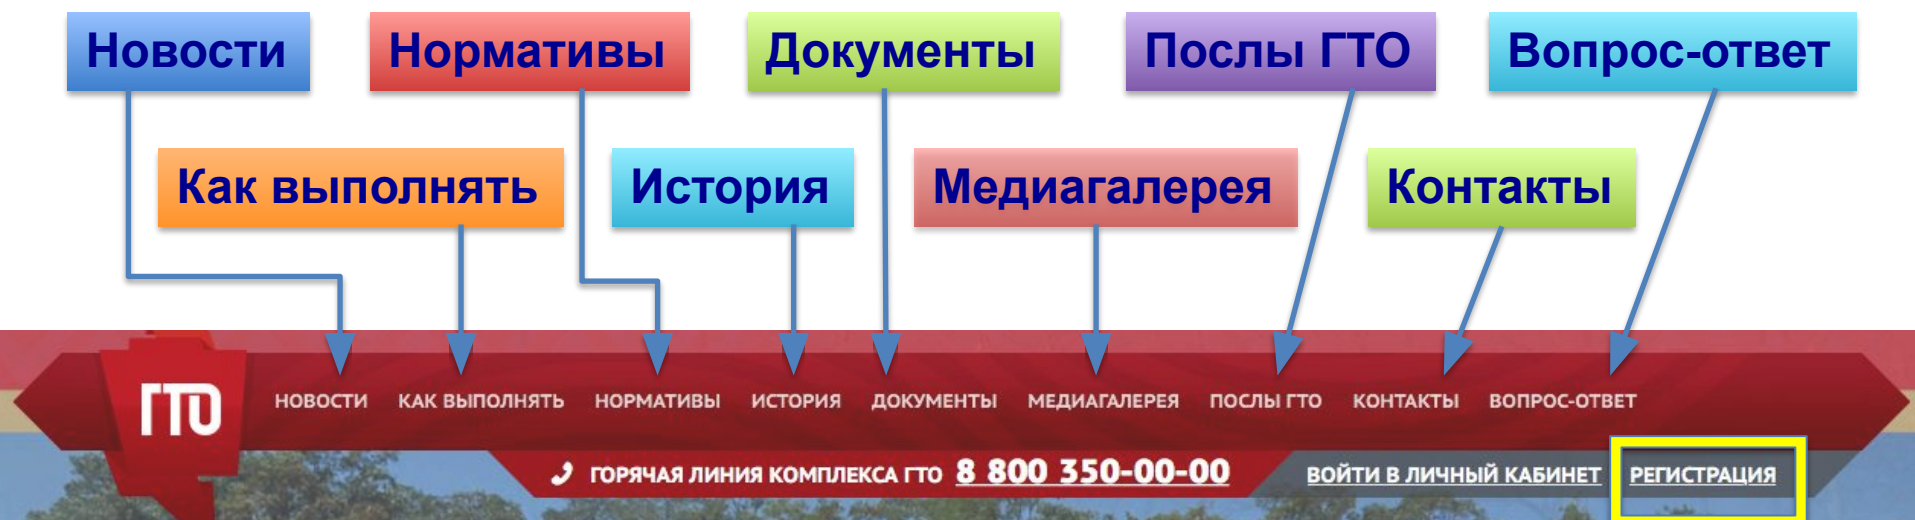 Новости Нормативы Документы Послы ГТО Вопрос-ответ
Как выполнять История Медиагалерея Контакты
ГТО НОВОСТИ КАК ВЫПОЛНЯТЬ НОРМАТИВЫ ИСТОРИЯ ДОКУМЕНТЫ МЕДИАГАЛЕРЕЯ ПОСЛЫ ГТО КОНТАКТЫ ВОПРОС-ОТВЕТ
ГОРЯЧАЯ ЛИНИЯ КОМПЛЕКСА ГТО 8 800 350-00-00 ВОЙТИ В ЛИЧНЫЙ КАБИНЕТ РЕГИСТРАЦИЯ